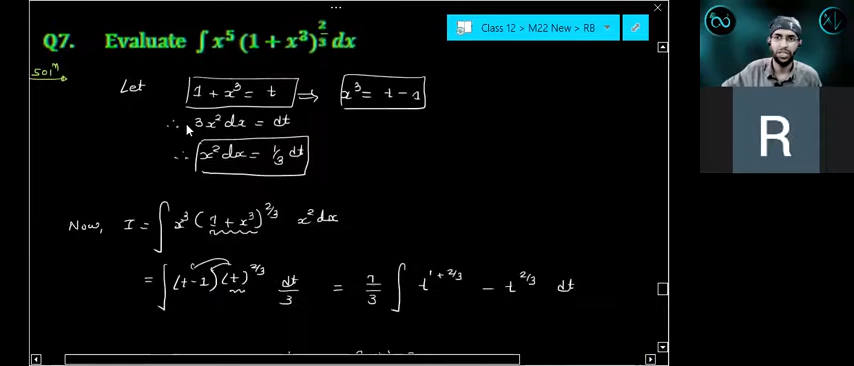 Q7. Evaluate ∫ x⁵ (1 + x³)^(2/3) dx
Class 12 > M22 New > RB
Solⁿ
Let 1 + x³ = t ⟹ x³ = t − 1
∴ 3x² dx = dt
∴ x² dx = 1/3 dt
R
Now, I = ∫ x³ (1 + x³)^(2/3) x² dx
= ∫ (t − 1) (t)^(2/3) dt/3 = 1/3 ∫ t^(1 + 2/3) − t^(2/3) dt